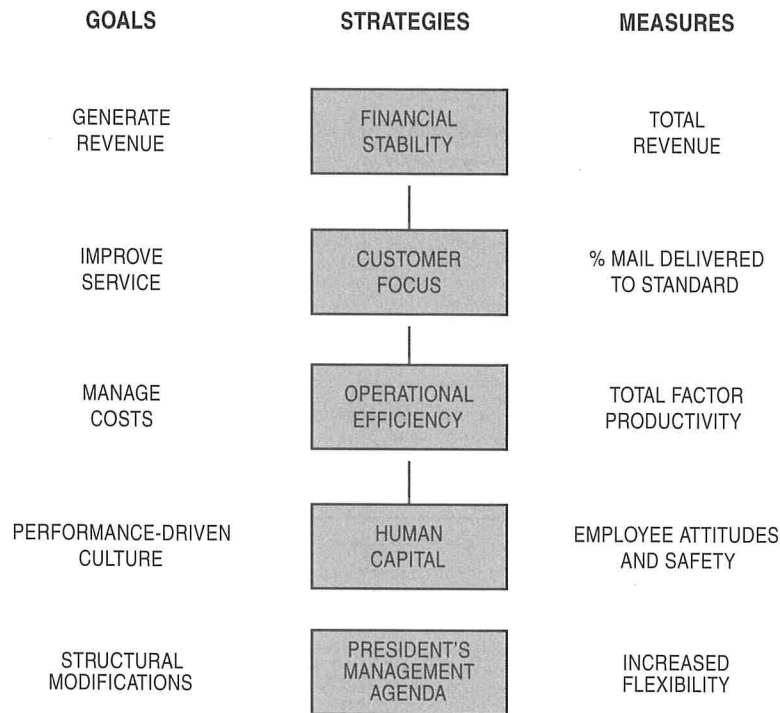 GOALS STRATEGIES MEASURES
GENERATE
REVENUE
FINANCIAL
STABILITY
TOTAL
REVENUE
IMPROVE
SERVICE
CUSTOMER
FOCUS
% MAIL DELIVERED
TO STANDARD
MANAGE
COSTS
OPERATIONAL
EFFICIENCY
TOTAL FACTOR
PRODUCTIVITY
PERFORMANCE-DRIVEN
CULTURE
HUMAN
CAPITAL
EMPLOYEE ATTITUDES
AND SAFETY
STRUCTURAL
MODIFICATIONS
PRESIDENT'S
MANAGEMENT
AGENDA
INCREASED
FLEXIBILITY